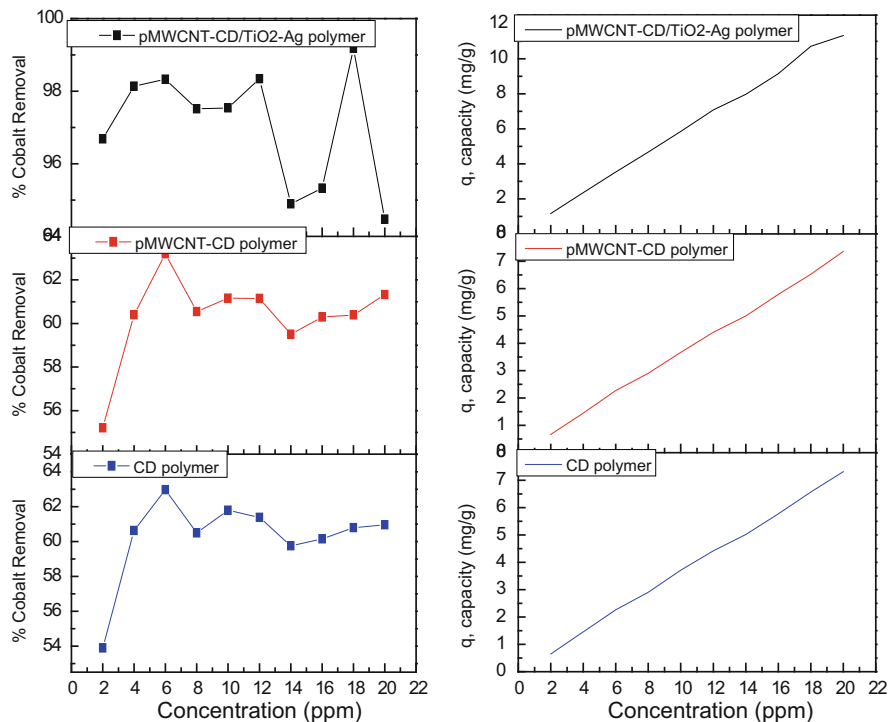 pMWCNT-CD/TiO2-Ag polymer
% Cobalt Removal
100
98
96
94
pMWCNT-CD polymer
% Cobalt Removal
64
62
60
58
56
54
CD polymer
% Cobalt Removal
64
62
60
58
56
54
0 2 4 6 8 10 12 14 16 18 20 22
Concentration (ppm)
pMWCNT-CD/TiO2-Ag polymer
q, capacity (mg/g)
12
10
8
6
4
2
pMWCNT-CD polymer
q, capacity (mg/g)
8
7
6
5
4
3
2
1
CD polymer
q, capacity (mg/g)
8
7
6
5
4
3
2
1
0
0 2 4 6 8 10 12 14 16 18 20 22
Concentration (ppm)